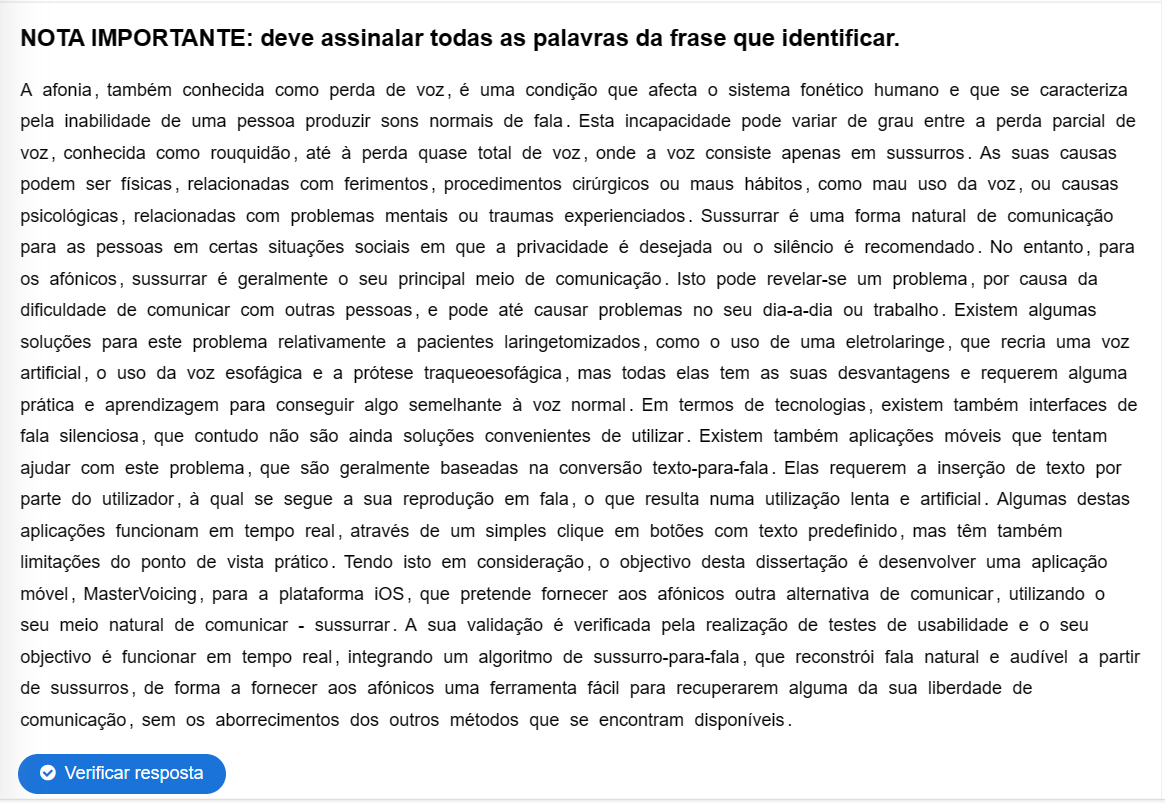 NOTA IMPORTANTE: deve assinalar todas as palavras da frase que identificar.
A afonia, também conhecida como perda de voz, é uma condição que afecta o sistema fonético humano e que se caracteriza
pela inabilidade de uma pessoa produzir sons normais de fala. Esta incapacidade pode variar de grau entre a perda parcial de
voz, conhecida como rouquidão, até à perda quase total de voz, onde a voz consiste apenas em sussurros. As suas causas
podem ser físicas, relacionadas com ferimentos, procedimentos cirúrgicos ou maus hábitos, como mau uso da voz, ou causas
psicológicas, relacionadas com problemas mentais ou traumas experienciados. Sussurrar é uma forma natural de comunicação
para as pessoas em certas situações sociais em que a privacidade é desejada ou o silêncio é recomendado. No entanto, para
os afónicos, sussurrar é geralmente o seu principal meio de comunicação. Isto pode revelar-se um problema, por causa da
dificuldade de comunicar com outras pessoas, e pode até causar problemas no seu dia-a-dia ou trabalho. Existem algumas
soluções para este problema relativamente a pacientes laringetomizados, como o uso de uma eletrolaringe, que recria uma voz
artificial, o uso da voz esofágica e a prótese traqueoesofágica, mas todas elas tem as suas desvantagens e requerem alguma
prática e aprendizagem para conseguir algo semelhante à voz normal. Em termos de tecnologias, existem também interfaces de
fala silenciosa, que contudo não são ainda soluções convenientes de utilizar. Existem também aplicações móveis que tentam
ajudar com este problema, que são geralmente baseadas na conversão texto-para-fala. Elas requerem a inserção de texto por
parte do utilizador, à qual se segue a sua reprodução em fala, o que resulta numa utilização lenta e artificial. Algumas destas
aplicações funcionam em tempo real, através de um simples clique em botões com texto predefinido, mas têm também
limitações do ponto de vista prático. Tendo isto em consideração, o objectivo desta dissertação é desenvolver uma aplicação
móvel, MasterVoicing, para a plataforma iOS, que pretende fornecer aos afónicos outra alternativa de comunicar, utilizando o
seu meio natural de comunicar - sussurrar. A sua validação é verificada pela realização de testes de usabilidade e o seu
objectivo é funcionar em tempo real, integrando um algoritmo de sussurro-para-fala, que reconstrói fala natural e audível a partir
de sussurros, de forma a fornecer aos afónicos uma ferramenta fácil para recuperarem alguma da sua liberdade de
comunicação, sem os aborrecimentos dos outros métodos que se encontram disponíveis.
Verificar resposta